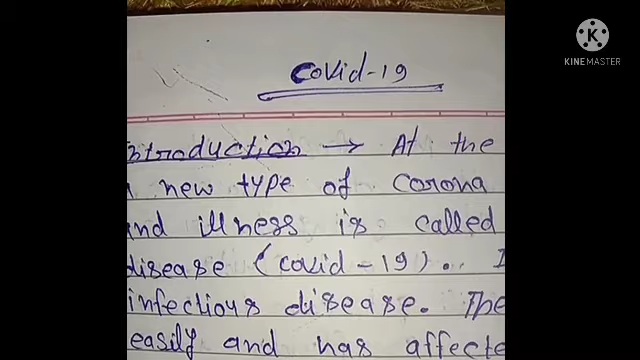 Covid-19
K
KINEMASTER
introduction → At the
new type of corona
and illness is called
disease (covid-19). I
infectious disease. The
easily and has affecte